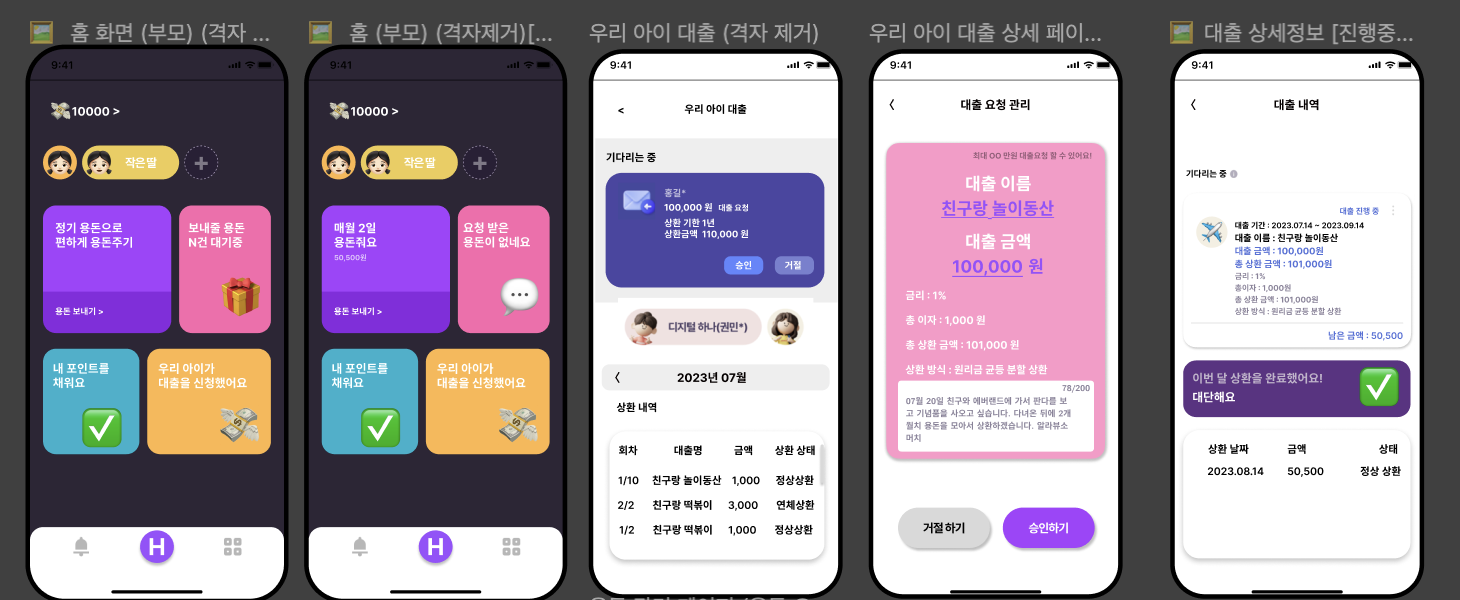 홈 화면 (부모) (격자 ...
9:41
10000 >
작은딸
+
정기 용돈으로
편하게 용돈주기
용돈 보내기 >
보내줄 용돈
N건 대기중
내 포인트를
채워요
우리 아이가
대출을 신청했어요
H
홈 (부모) (격자제거)[...
9:41
10000 >
작은딸
+
매월 2일
용돈줘요
50,500원
용돈 보내기 >
요청 받은
용돈이 없네요
내 포인트를
채워요
우리 아이가
대출을 신청했어요
H
우리 아이 대출 (격자 제거)
9:41
< 우리 아이 대출
기다리는 중
홍길*
100,000 원 대출 요청
상환 기한 1년
상환금액 110,000 원
승인 거절
디지털 하나(권민*)
〈 2023년 07월
상환 내역
회차 대출명 금액 상환 상태
1/10 친구랑 놀이동산 1,000 정상상환
2/2 친구랑 떡볶이 3,000 연체상환
1/2 친구랑 떡볶이 1,000 정상상환
우리 아이 대출 상세 페이...
9:41
〈 대출 요청 관리
최대 OO 만원 대출요청 할 수 있어요!
대출 이름
친구랑 놀이동산
대출 금액
100,000 원
금리 : 1%
총 이자 : 1,000 원
총 상환 금액 : 101,000 원
상환 방식 : 원리금 균등 분할 상환
78/200
07월 20일 친구와 에버랜드에 가서 판다를 보
고 기념품을 사오고 싶습니다. 다녀온 뒤에 2개
월치 용돈을 모아서 상환하겠습니다. 알라뷰소
머치
거절하기 승인하기
대출 상세정보 [진행중...
9:41
〈 대출 내역
기다리는 중
대출 진행 중
대출 기간 : 2023.07.14 ~ 2023.09.14
대출 이름 : 친구랑 놀이동산
대출 금액 : 100,000원
총 상환 금액 : 101,000원
금리 : 1%
총이자 : 1,000원
총 상환 금액 : 101,000원
상환 방식 : 원리금 균등 분할 상환
남은 금액 : 50,500
이번 달 상환을 완료했어요!
대단해요
상환 날짜 금액 상태
2023.08.14 50,500 정상 상환